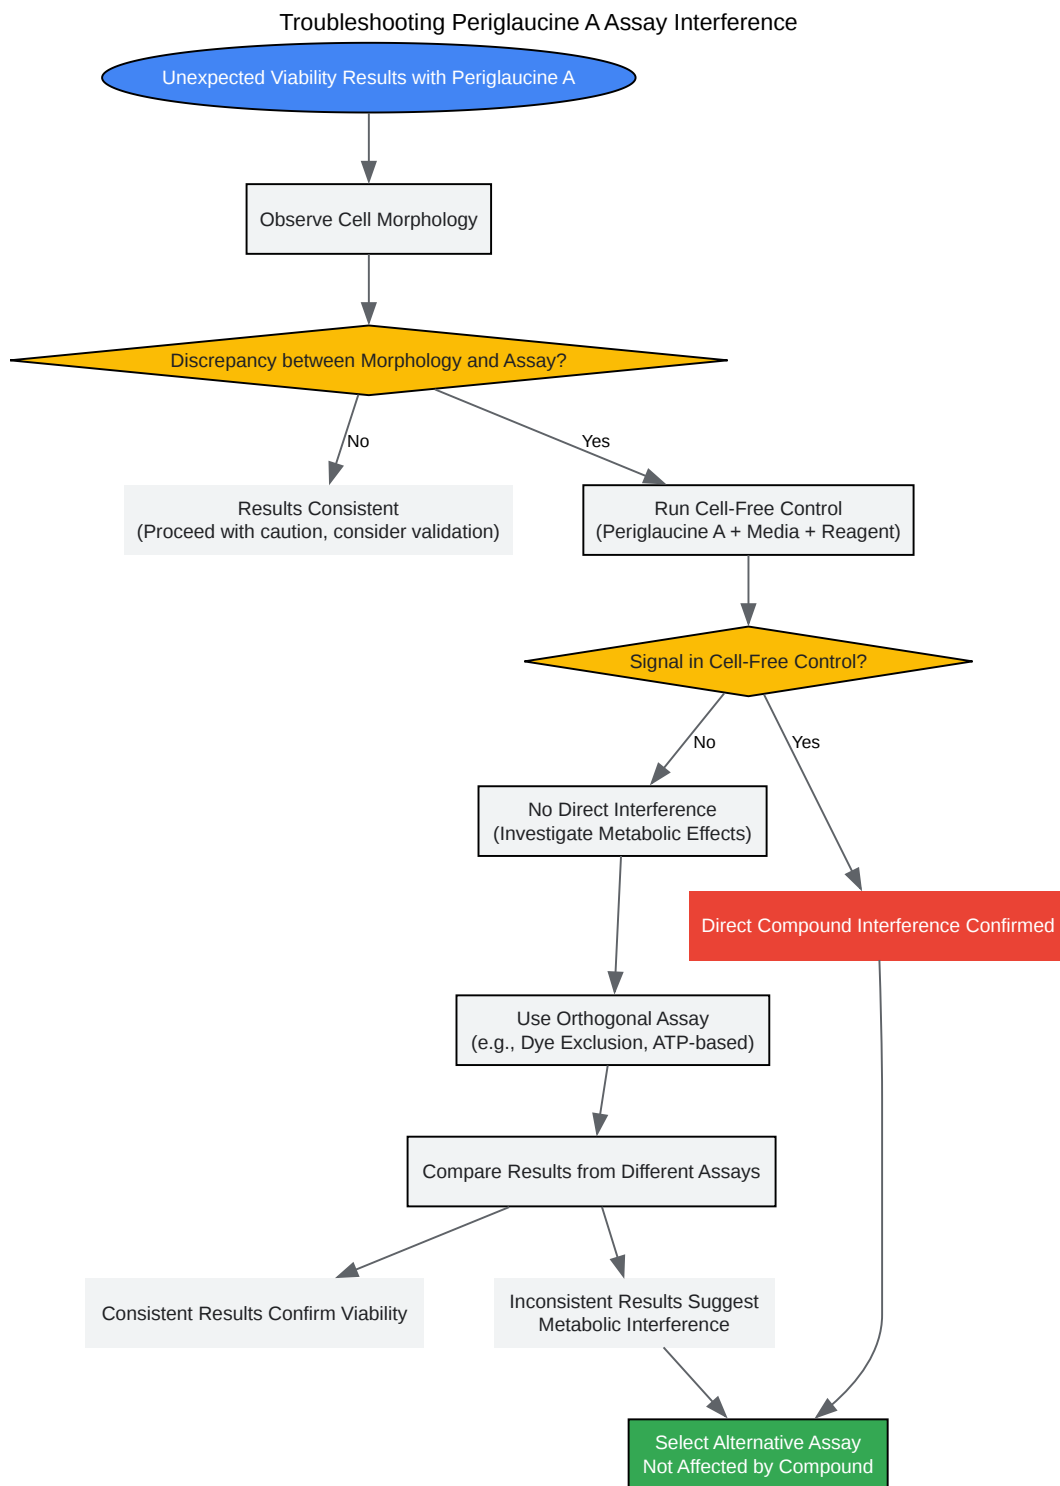 Troubleshooting Periglaucine A Assay Interference
Unexpected Viability Results with Periglaucine A
Observe Cell Morphology
Discrepancy between Morphology and Assay?
No
Yes
Results Consistent
(Proceed with caution, consider validation)
Run Cell-Free Control
(Periglaucine A + Media + Reagent)
Signal in Cell-Free Control?
No
Yes
No Direct Interference
(Investigate Metabolic Effects)
Direct Compound Interference Confirmed
Use Orthogonal Assay
(e.g., Dye Exclusion, ATP-based)
Compare Results from Different Assays
Consistent Results Confirm Viability
Inconsistent Results Suggest
Metabolic Interference
Select Alternative Assay
Not Affected by Compound